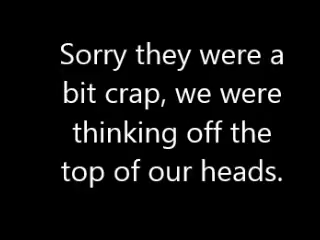 Sorry they were a
bit crap, we were
thinking off the
top of our heads.